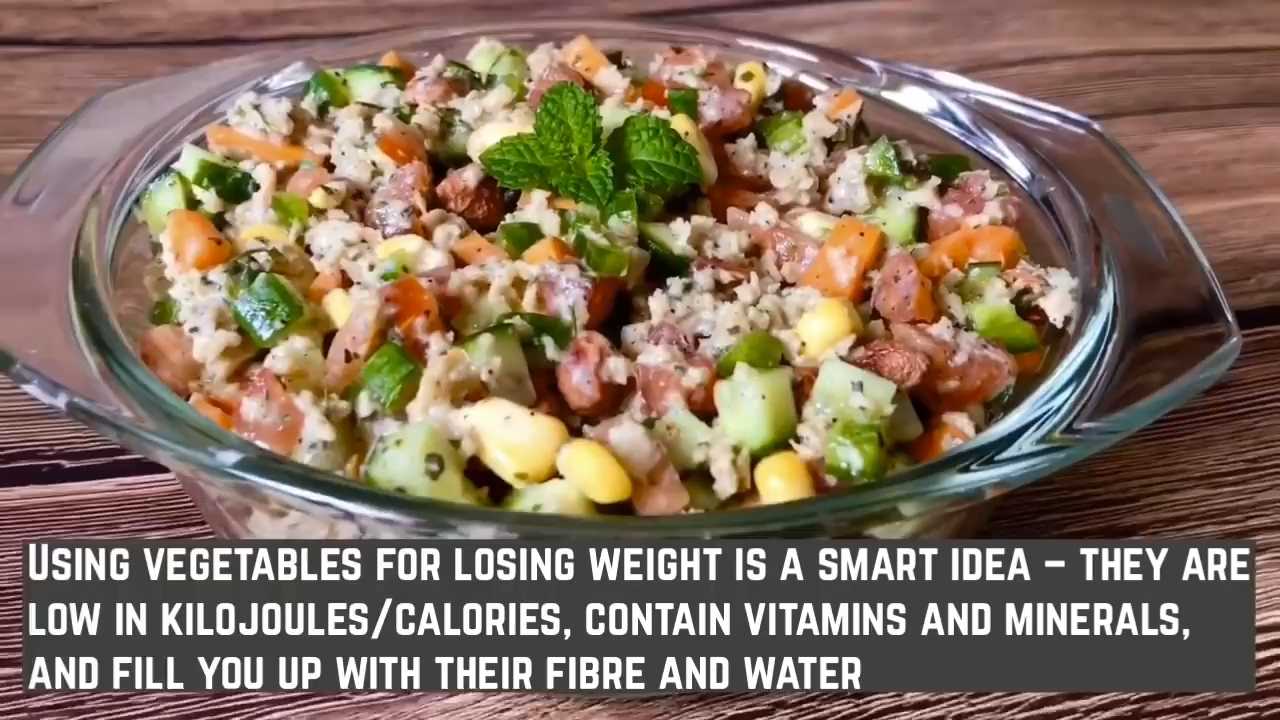 Using vegetables for losing weight is a smart idea – they are
low in kilojoules/calories, contain vitamins and minerals,
and fill you up with their fibre and water